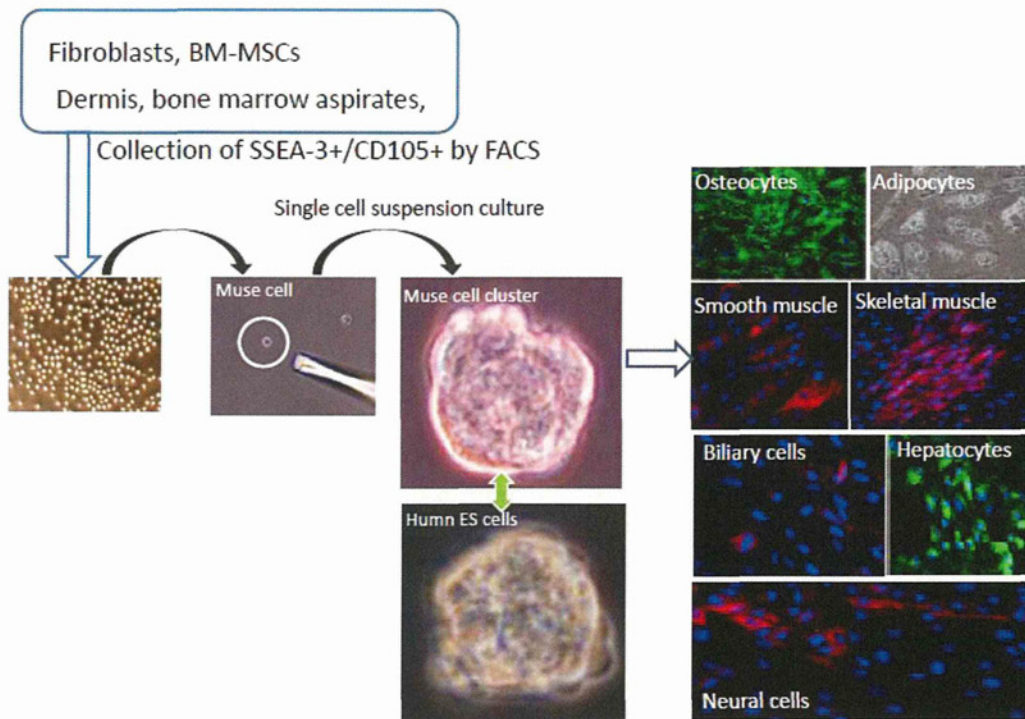 Fibroblasts, BM-MSCs
Dermis, bone marrow aspirates,
Collection of SSEA-3+/CD105+ by FACS
Single cell suspension culture
Muse cell
Muse cell cluster
Humn ES cells
Osteocytes
Adipocytes
Smooth muscle
Skeletal muscle
Biliary cells
Hepatocytes
Neural cells